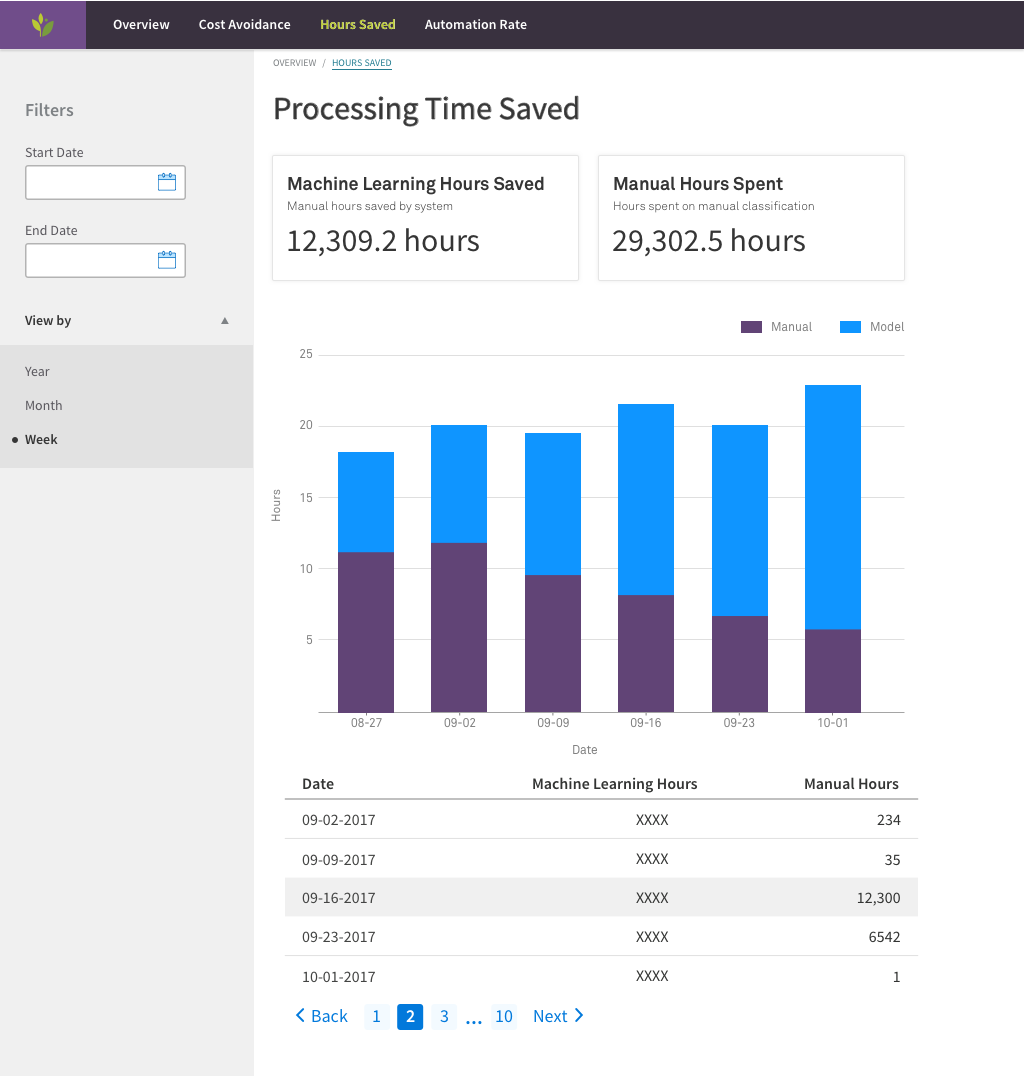 Overview Cost Avoidance Hours Saved Automation Rate
OVERVIEW / HOURS SAVED
Filters
Start Date
End Date
View by ▲
Year
Month
Week
Processing Time Saved
Machine Learning Hours Saved
Manual hours saved by system
12,309.2 hours
Manual Hours Spent
Hours spent on manual classification
29,302.5 hours
Manual Model
25
20
15
10
5
Hours
08-27 09-02 09-09 09-16 09-23 10-01
Date
Date Machine Learning Hours Manual Hours
09-02-2017 XXXX 234
09-09-2017 XXXX 35
09-16-2017 XXXX 12,300
09-23-2017 XXXX 6542
10-01-2017 XXXX 1
Back 1 2 3 ... 10 Next